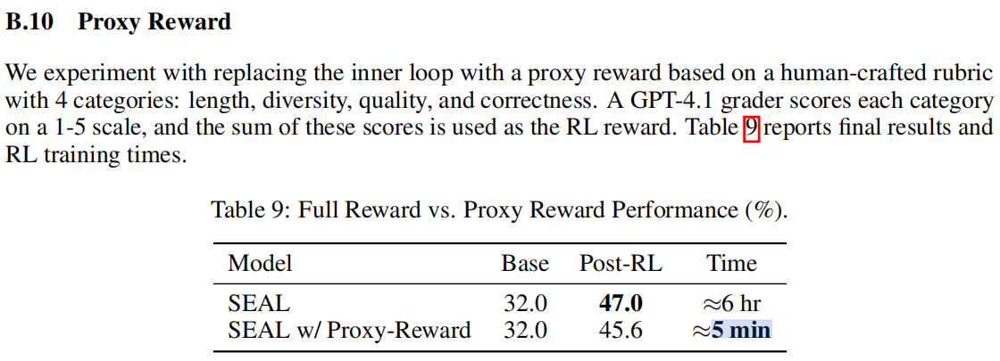 B.10 Proxy Reward
We experiment with replacing the inner loop with a proxy reward based on a human-crafted rubric
with 4 categories: length, diversity, quality, and correctness. A GPT-4.1 grader scores each category
on a 1-5 scale, and the sum of these scores is used as the RL reward. Table 9 reports final results and
RL training times.
Table 9: Full Reward vs. Proxy Reward Performance (%).
Model Base Post-RL Time
SEAL 32.0 47.0 ≈6 hr
SEAL w/ Proxy-Reward 32.0 45.6 ≈5 min